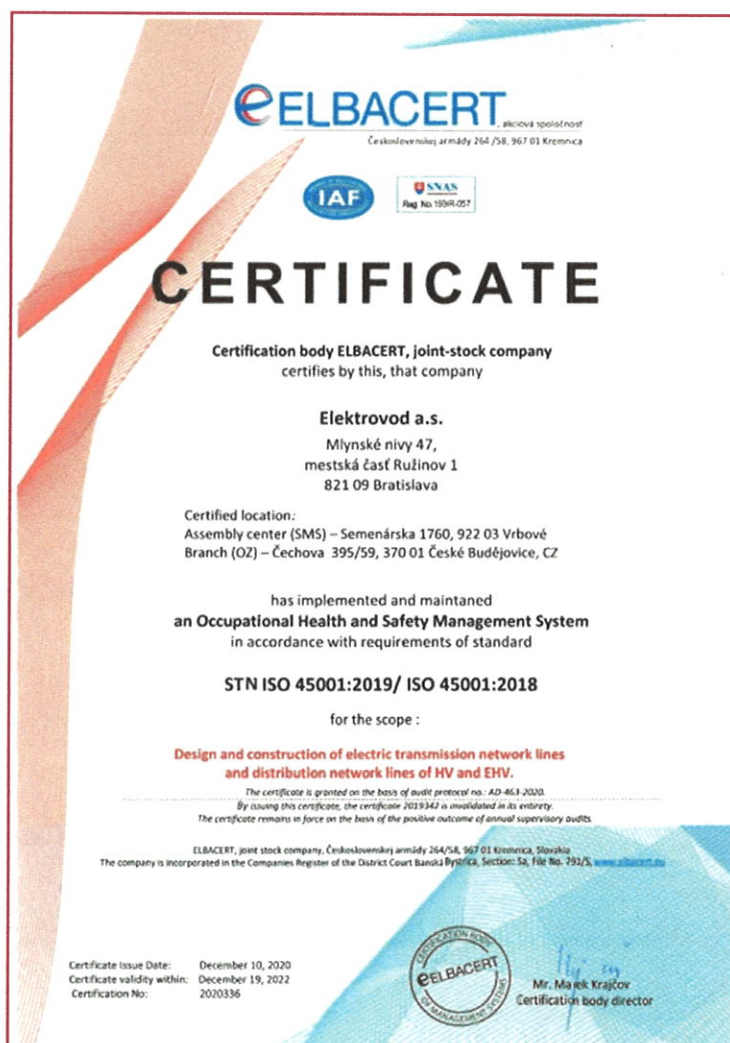 eELBACERT, akciová spoločnosť
Československej armády 264 /58, 967 01 Kremnica
IAF
SNAS
Reg. No. 193/R-057
CERTIFICATE
Certification body ELBACERT, joint-stock company
certifies by this, that company
Elektrovod a.s.
Mlynské nivy 47,
mestská časť Ružinov 1
821 09 Bratislava
Certified location:
Assembly center (SMS) – Semenárska 1760, 922 03 Vrbové
Branch (OZ) – Čechova 395/59, 370 01 České Budějovice, CZ
has implemented and maintaned
an Occupational Health and Safety Management System
in accordance with requirements of standard
STN ISO 45001:2019/ ISO 45001:2018
for the scope :
Design and construction of electric transmission network lines
and distribution network lines of HV and EHV.
The certificate is granted on the basis of audit protocol no.: AD-463-2020.
By issuing this certificate, the certificate 2019342 is invalidated in its entirety.
The certificate remains in force on the basis of the positive outcome of annual supervisory audits.
ELBACERT, joint stock company, Československej armády 264/58, 967 01 Kremnica, Slovakia
The company is incorporated in the Companies Register of the District Court Banská Bystrica, Section: Sa, File No. 291/S, www.elbacert.eu
Certificate Issue Date: December 10, 2020
Certificate validity within: December 19, 2022
Certification No: 2020336
CERTIFICATION BODY
eELBACERT
OF MANAGEMENT SYSTEMS
Mr. Marek Krajčov
Certification body director